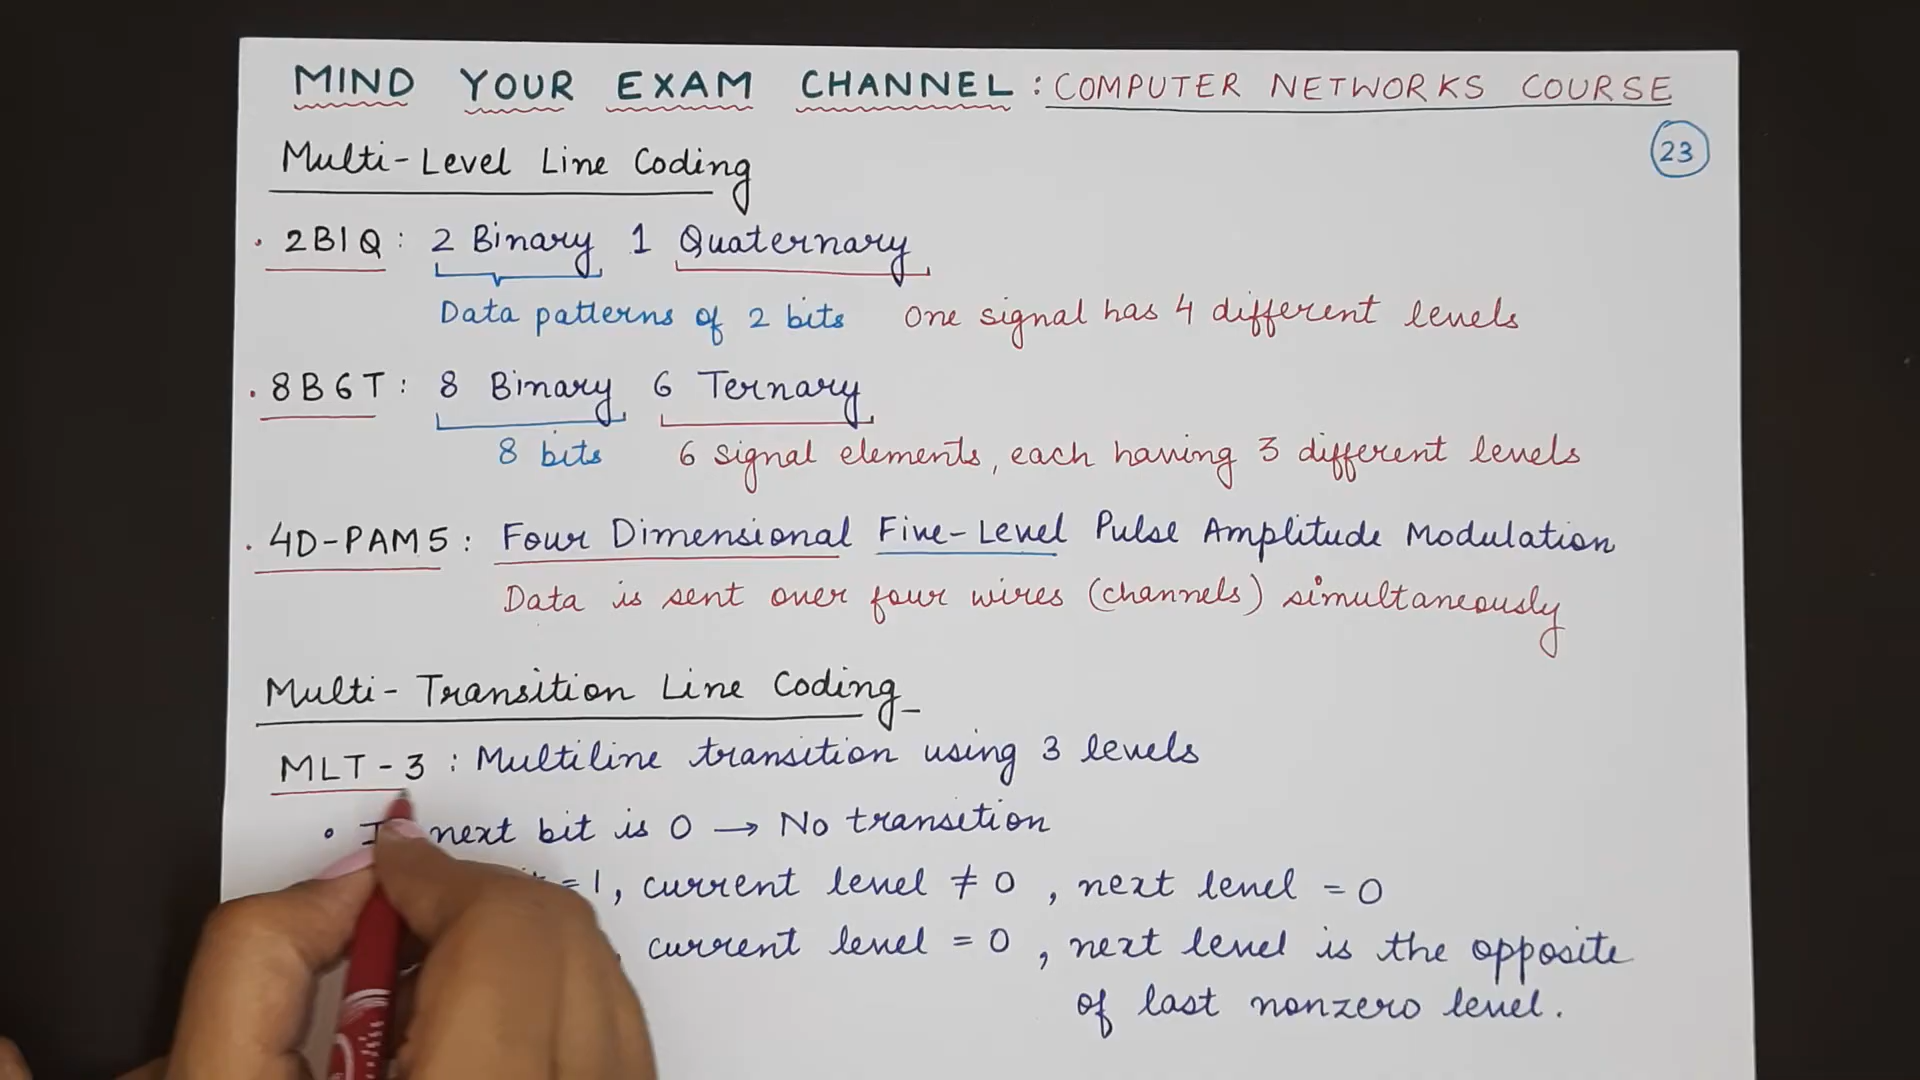 MIND YOUR EXAM CHANNEL : COMPUTER NETWORKS COURSE
23
Multi-Level Line Coding
. 2B1Q : 2 Binary 1 Quaternary
Data patterns of 2 bits One signal has 4 different levels
. 8B6T : 8 Binary 6 Ternary
8 bits 6 signal elements, each having 3 different levels
. 4D-PAM5 : Four Dimensional Five-Level Pulse Amplitude Modulation
Data is sent over four wires (channels) simultaneously
Multi-Transition Line Coding_
MLT-3 : Multiline transition using 3 levels
• next bit is 0 → No transition
=1, current level ≠ 0 , next level = 0
, current level = 0 , next level is the opposite
of last nonzero level.